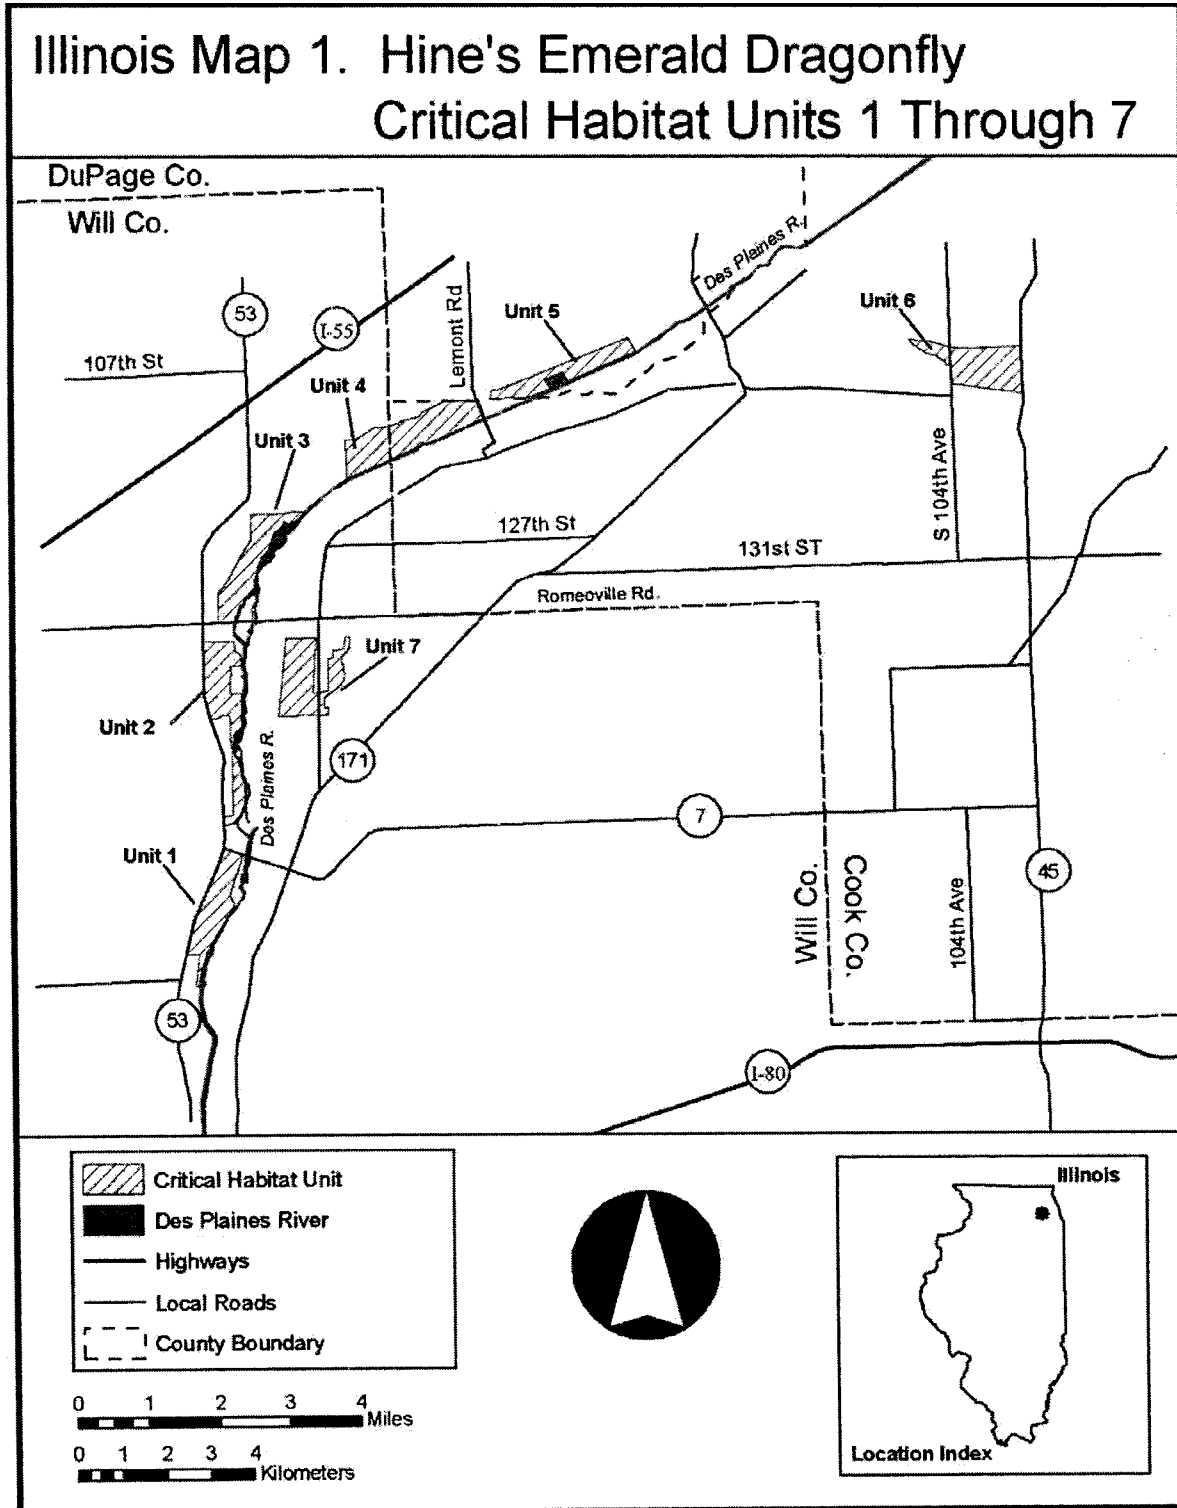 Illinois Map 1. Hine's Emerald Dragonfly
Critical Habitat Units 1 Through 7
DuPage Co.
Will Co.
Des Plaines R.
53
I-55
Lemont Rd
Unit 5
Unit 6
107th St
Unit 4
Unit 3
S 104th Ave
127th St
131st ST
Romeoville Rd.
Unit 7
Unit 2
Des Plaines R.
171
7
Unit 1
Will Co.
Cook Co.
45
104th Ave
53
I-80
Critical Habitat Unit
Des Plaines River
Highways
Local Roads
County Boundary
0 1 2 3 4
Miles
0 1 2 3 4
Kilometers
Illinois
Location Index